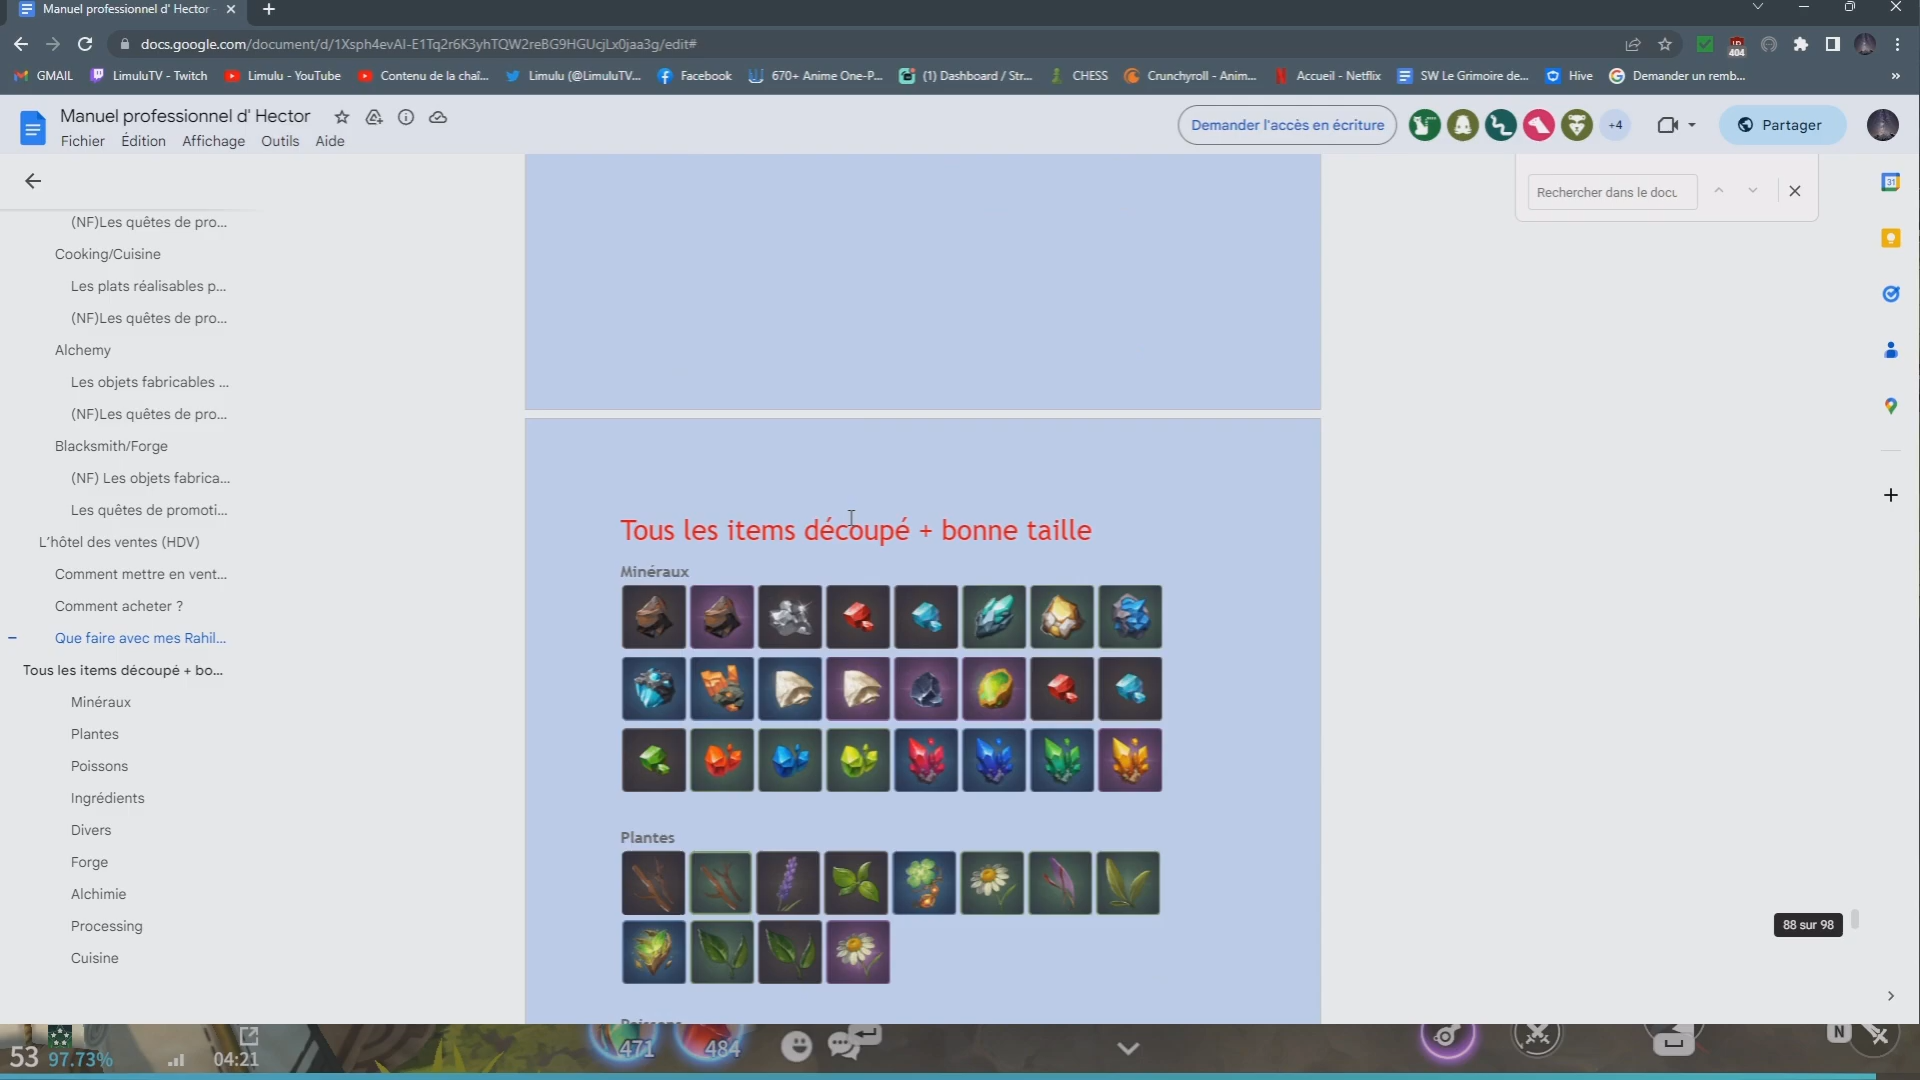 Manuel professionnel d' Hector
docs.google.com/document/d/1Xsph4evAI-E1Tq2r6K3yhTQW2reBG9HGUcjLx0jaa3g/edit#
404
GMAIL
LimuluTV - Twitch
Limulu - YouTube
Contenu de la chaî...
Limulu (@LimuluTV...
Facebook
670+ Anime One-P...
(1) Dashboard / Str...
CHESS
Crunchyroll - Anim...
Accueil - Netflix
SW Le Grimoire de...
Hive
Demander un remb...
»
Manuel professionnel d' Hector
Fichier Édition Affichage Outils Aide
Demander l'accès en écriture
+4
Partager
Rechercher dans le docu
31
(NF)Les quêtes de pro...
Cooking/Cuisine
Les plats réalisables p...
(NF)Les quêtes de pro...
Alchemy
Les objets fabricables ...
(NF)Les quêtes de pro...
Blacksmith/Forge
(NF) Les objets fabrica...
Les quêtes de promoti...
L'hôtel des ventes (HDV)
Comment mettre en vent...
Comment acheter ?
Que faire avec mes Rahil...
Tous les items découpé + bo...
Minéraux
Plantes
Poissons
Ingrédients
Divers
Forge
Alchimie
Processing
Cuisine
Tous les items découpé + bonne taille
Minéraux
Plantes
Poissons
88 sur 98
53 97.73%
04:21
471
484
N